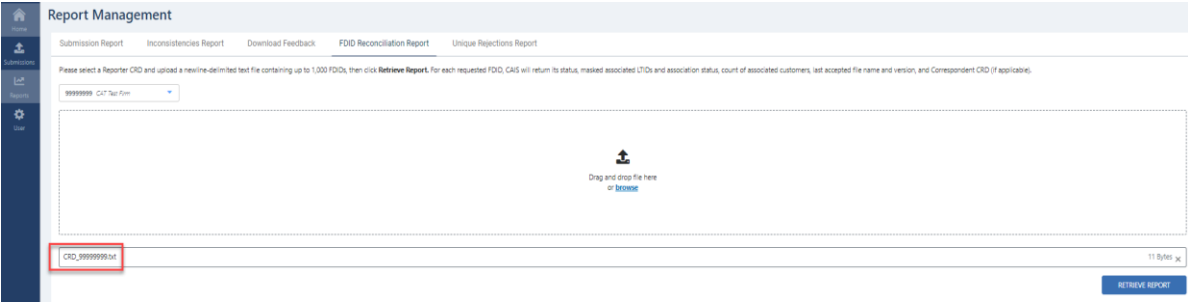 Report Management
Home
Submissions
Reports
User
Submission Report Inconsistencies Report Download Feedback FDID Reconciliation Report Unique Rejections Report
Please select a Reporter CRD and upload a newline-delimited text file containing up to 1,000 FDIDs, then click Retrieve Report. For each requested FDID, CAIS will return its status, masked associated LTIDs and association status, count of associated customers, last accepted file name and version, and Correspondent CRD (if applicable).
99999999 CAT Test Firm
Drag and drop file here
or browse
CRD_99999999.txt 11 Bytes
RETRIEVE REPORT